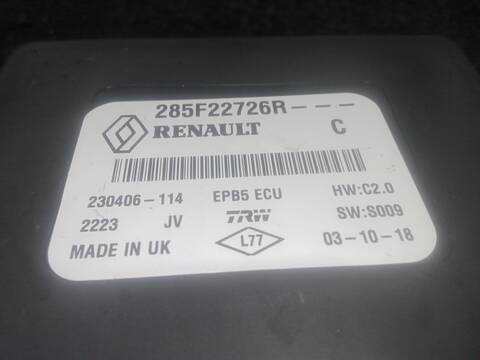 285F22726R---
RENAULT C
230406-114 EPB5 ECU HW:C2.0
2223 JV TRW SW:S009
MADE IN UK L77 03-10-18